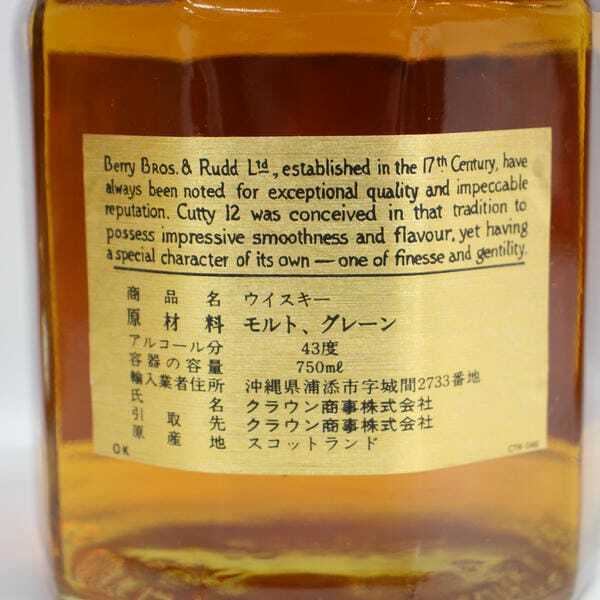 Berry Bros. & Rudd Ltd., established in the 17th Century, have
always been noted for exceptional quality and impeccable
reputation. Cutty 12 was conceived in that tradition to
possess impressive smoothness and flavour, yet having
a special character of its own — one of finesse and gentility.
商品名 ウイスキー
原材料 モルト、グレーン
アルコール分 43度
容器の容量 750mℓ
輸入業者住所 沖縄県浦添市字城間2733番地
氏名 クラウン商事株式会社
引取先 クラウン商事株式会社
原産地 スコットランド
OK